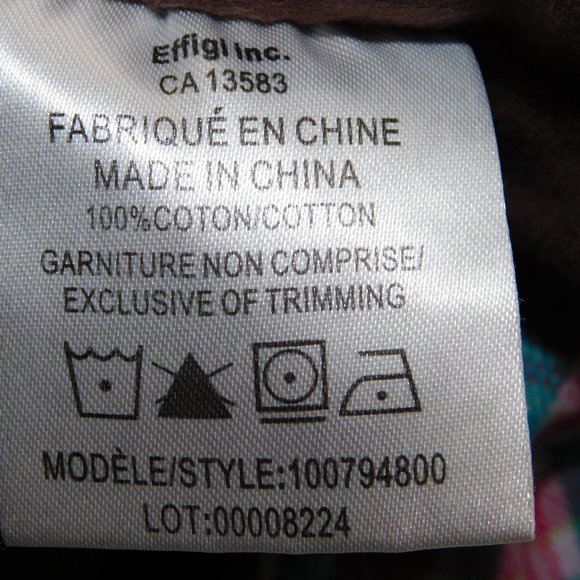 Effigi Inc.
CA 13583
FABRIQUÉ EN CHINE
MADE IN CHINA
100%COTON/COTTON
GARNITURE NON COMPRISE/
EXCLUSIVE OF TRIMMING
MODÈLE/STYLE:100794800
LOT:00008224